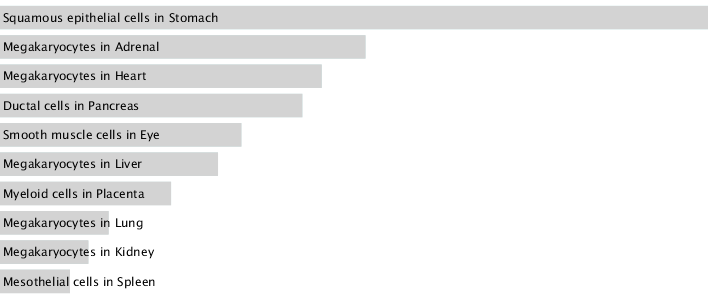 Squamous epithelial cells in Stomach
Megakaryocytes in Adrenal
Megakaryocytes in Heart
Ductal cells in Pancreas
Smooth muscle cells in Eye
Megakaryocytes in Liver
Myeloid cells in Placenta
Megakaryocytes in Lung
Megakaryocytes in Kidney
Mesothelial cells in Spleen